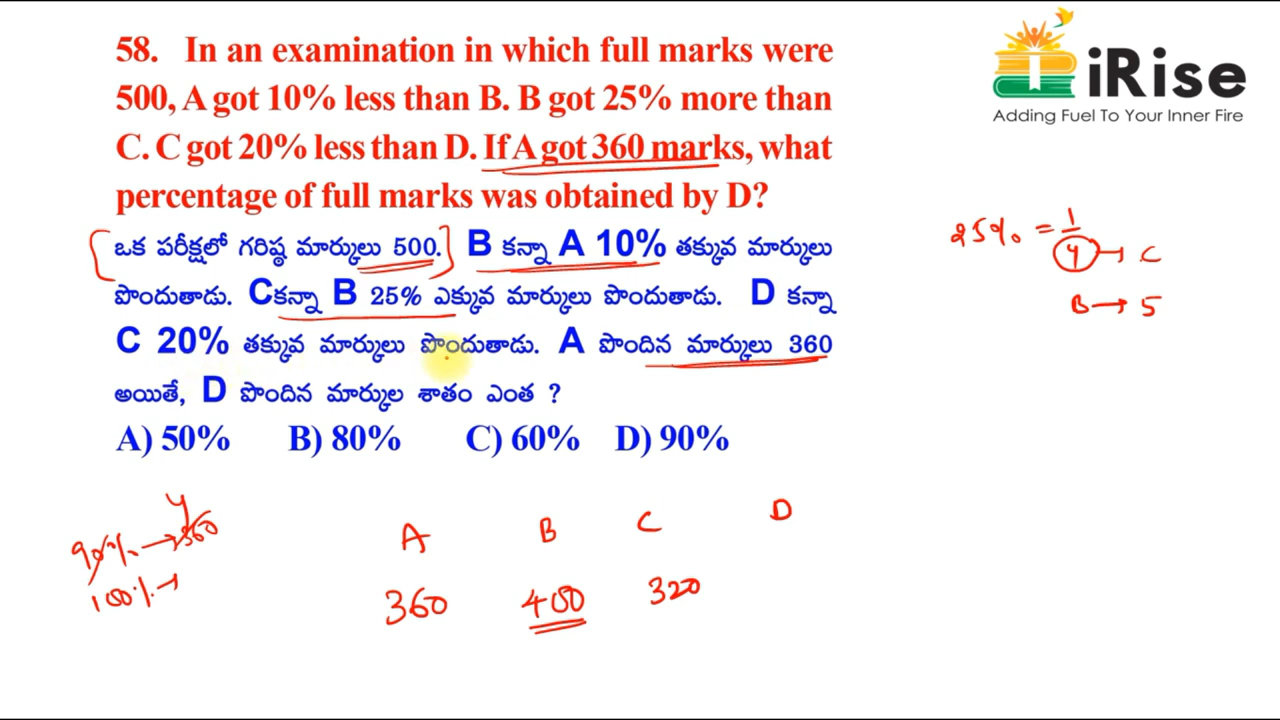 58. In an examination in which full marks were
500, A got 10% less than B. B got 25% more than
C. C got 20% less than D. If A got 360 marks, what
percentage of full marks was obtained by D?
ఒక పరీక్షలో గరిష్ఠ మార్కులు 500. B కన్నా A 10% తక్కువ మార్కులు
పొందుతాడు. Cకన్నా B 25% ఎక్కువ మార్కులు పొందుతాడు. D కన్నా
C 20% తక్కువ మార్కులు పొందుతాడు. A పొందిన మార్కులు 360
అయితే, D పొందిన మార్కుల శాతం ఎంత ?
A) 50% B) 80% C) 60% D) 90%
iRise
Adding Fuel To Your Inner Fire
25% = 1/4 → C
B → 5
4
90% → 360
100% →
A B C D
360 400 320